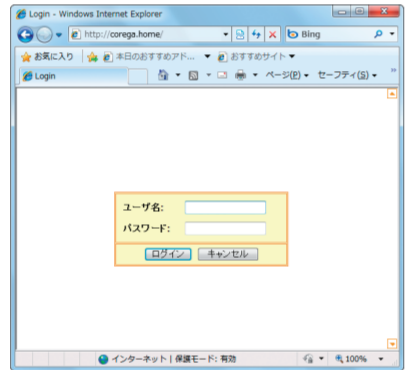 Login - Windows Internet Explorer
http://corega.home/
Bing
お気に入り
本日のおすすめアド...
おすすめサイト
Login
ページ(P)
セーフティ(S)
»
ユーザ名:
パスワード:
ログイン キャンセル
インターネット | 保護モード: 有効
100%